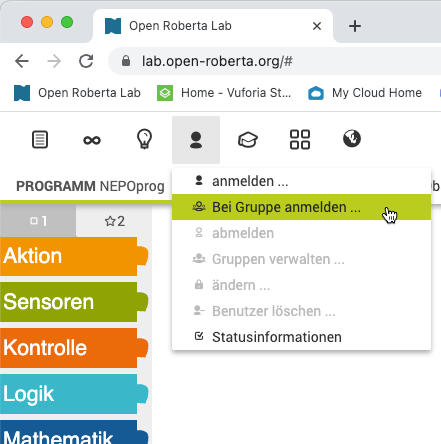 Open Roberta Lab
lab.open-roberta.org/#
Open Roberta Lab
Home - Vuforia St...
My Cloud Home
PROGRAMM NEPOprog
anmelden ...
Bei Gruppe anmelden ...
abmelden
Gruppen verwalten ...
ändern ...
Benutzer löschen ...
Statusinformationen
1
2
Aktion
Sensoren
Kontrolle
Logik
Mathematik